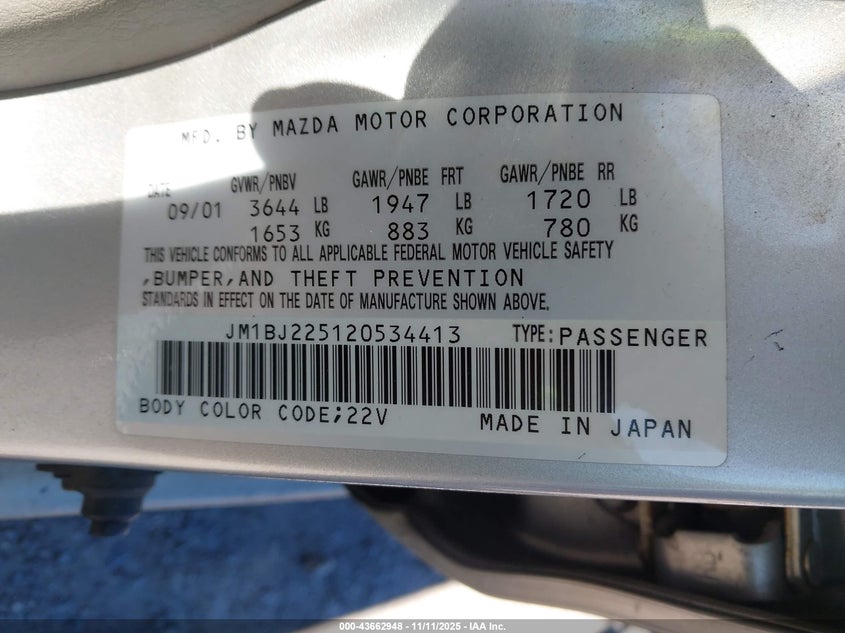 MFD. BY MAZDA MOTOR CORPORATION
DATE GVWR/PNBV GAWR/PNBE FRT GAWR/PNBE RR
09/01 3644 LB 1947 LB 1720 LB
1653 KG 883 KG 780 KG
THIS VEHICLE CONFORMS TO ALL APPLICABLE FEDERAL MOTOR VEHICLE SAFETY
,BUMPER,AND THEFT PREVENTION
STANDARDS IN EFFECT ON THE DATE OF MANUFACTURE SHOWN ABOVE.
JM1BJ225120534413 TYPE:PASSENGER
BODY COLOR CODE;22V MADE IN JAPAN
000-43662948 - 11/11/2025 - IAA Inc.